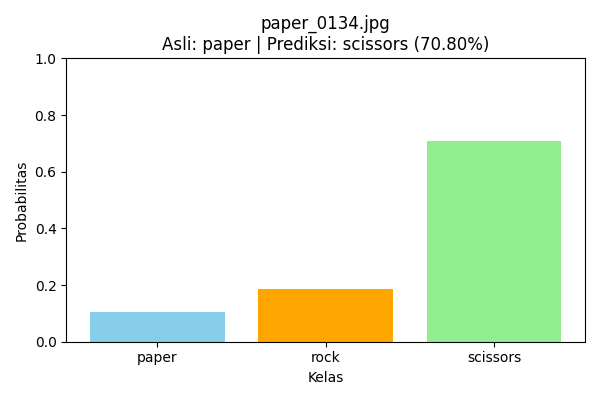 paper_0134.jpg
Asli: paper | Prediksi: scissors (70.80%)
1.0
0.8
0.6
0.4
0.2
0.0
Probabilitas
paper rock scissors
Kelas